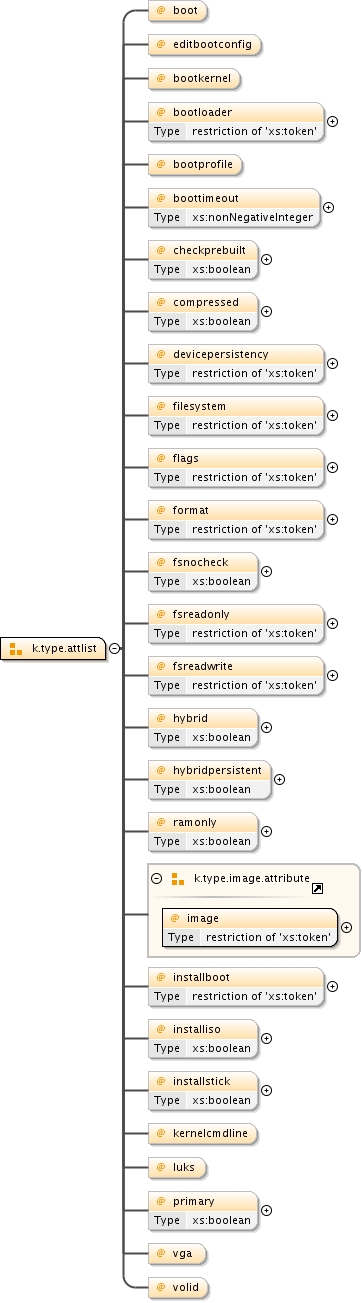 @ boot
@ editbootconfig
@ bootkernel
@ bootloader
Type restriction of 'xs:token'
@ bootprofile
@ boottimeout
Type xs:nonNegativeInteger
@ checkprebuilt
Type xs:boolean
@ compressed
Type xs:boolean
@ devicepersistency
Type restriction of 'xs:token'
@ filesystem
Type restriction of 'xs:token'
@ flags
Type restriction of 'xs:token'
@ format
Type restriction of 'xs:token'
@ fsnocheck
Type xs:boolean
@ fsreadonly
Type restriction of 'xs:token'
k.type.attlist
@ fsreadwrite
Type restriction of 'xs:token'
@ hybrid
Type xs:boolean
@ hybridpersistent
Type xs:boolean
@ ramonly
Type xs:boolean
k.type.image.attribute
@ image
Type restriction of 'xs:token'
@ installboot
Type restriction of 'xs:token'
@ installiso
Type xs:boolean
@ installstick
Type xs:boolean
@ kernelcmdline
@ luks
@ primary
Type xs:boolean
@ vga
@ volid